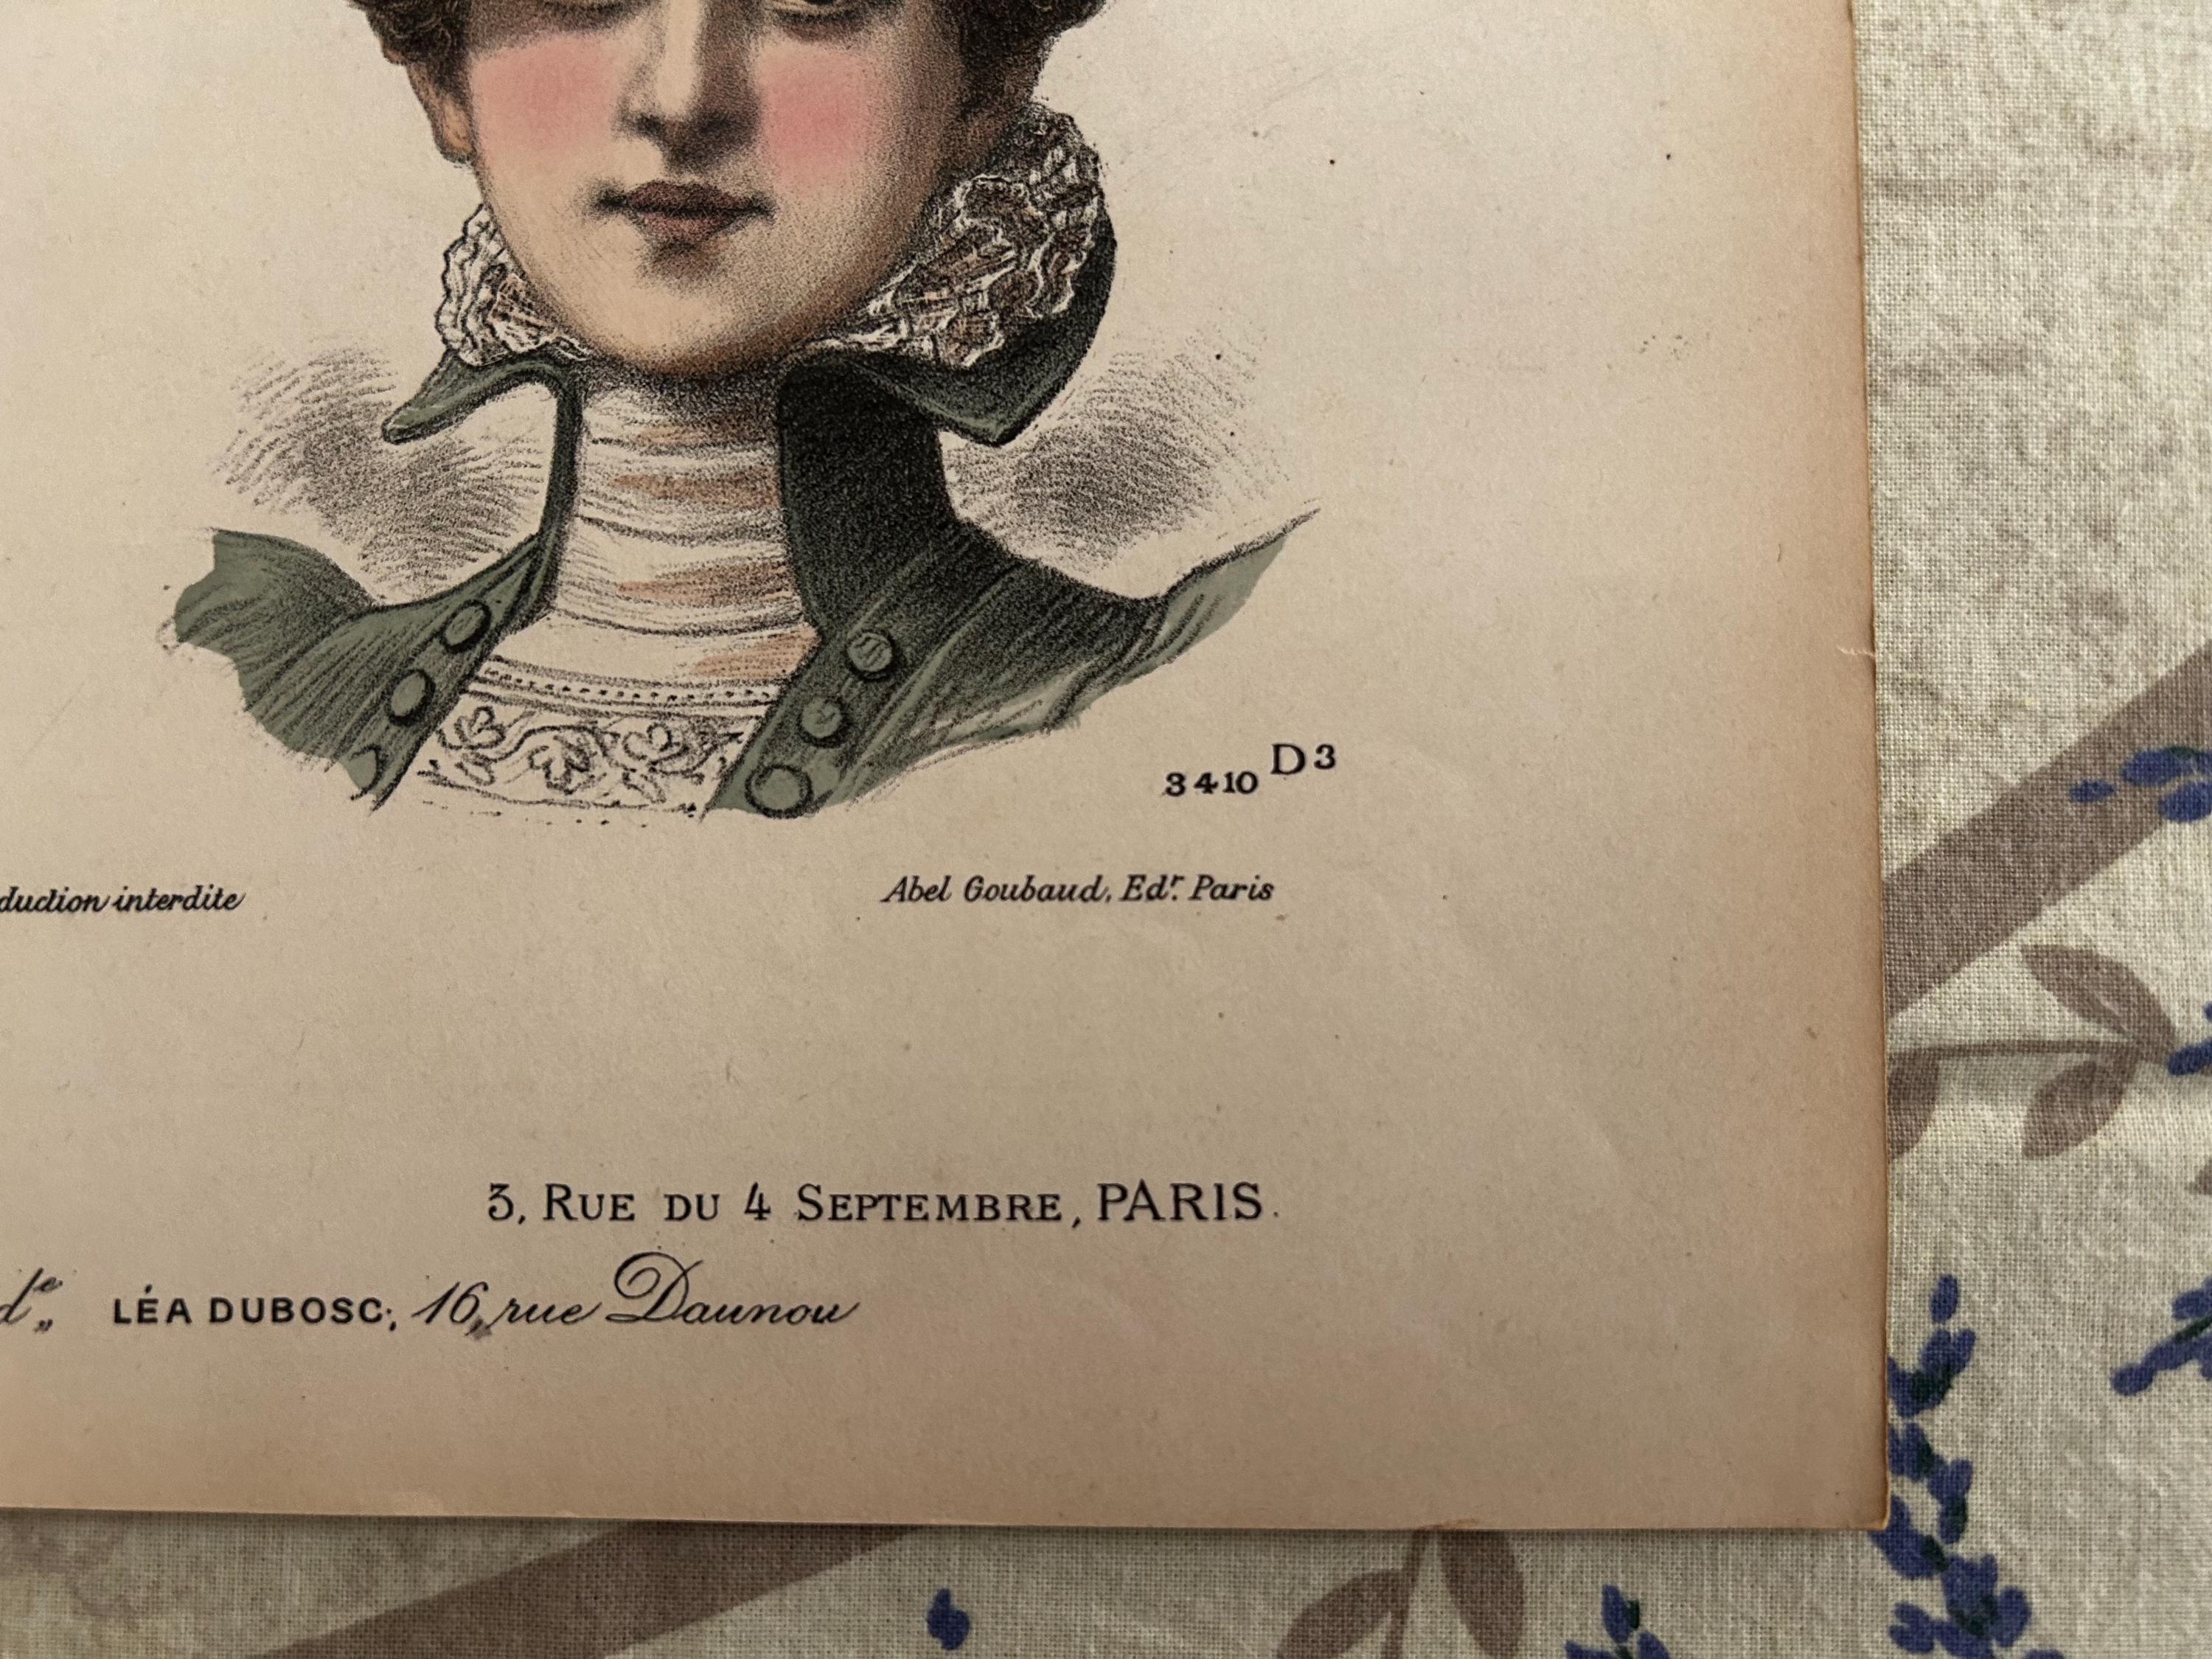 3410 D3
duction interdite
Abel Goubaud, Edr. Paris
3, RUE DU 4 SEPTEMBRE, PARIS.
de LÉA DUBOSC; 16, rue Daunou